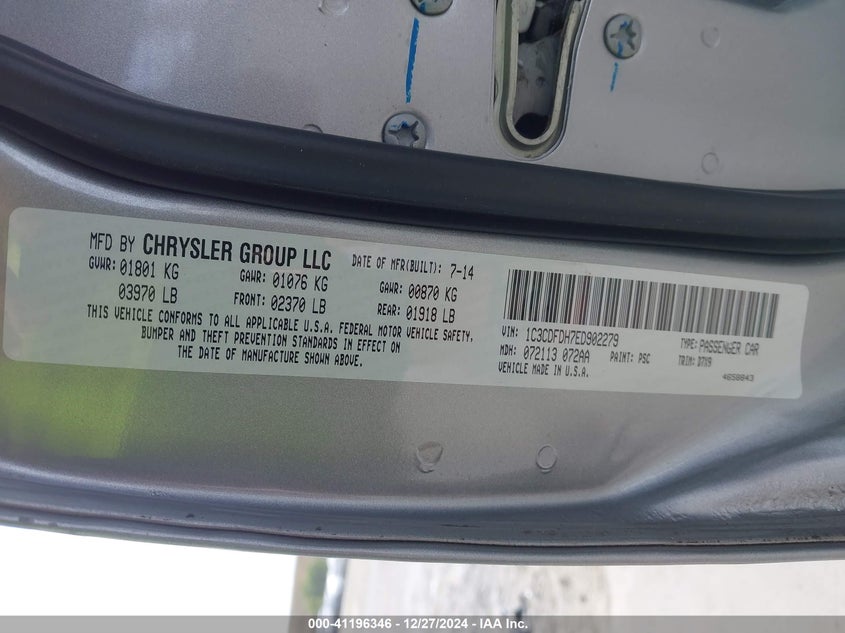 MFD BY CHRYSLER GROUP LLC DATE OF MFR(BUILT): 7-14
GVWR: 01801 KG GAWR: 01076 KG GAWR: 00870 KG
03970 LB FRONT: 02370 LB REAR: 01918 LB
THIS VEHICLE CONFORMS TO ALL APPLICABLE U.S.A. FEDERAL MOTOR VEHICLE SAFETY,
BUMPER AND THEFT PREVENTION STANDARDS IN EFFECT ON
THE DATE OF MANUFACTURE SHOWN ABOVE.
VIN: 1C3CDFDH7ED902279 TYPE: PASSENGER CAR
MDH: 072113 072AA PAINT: PSC TRIM: D7X9
VEHICLE MADE IN U.S.A. 4658843
000-41196346 - 12/27/2024 - IAA Inc.